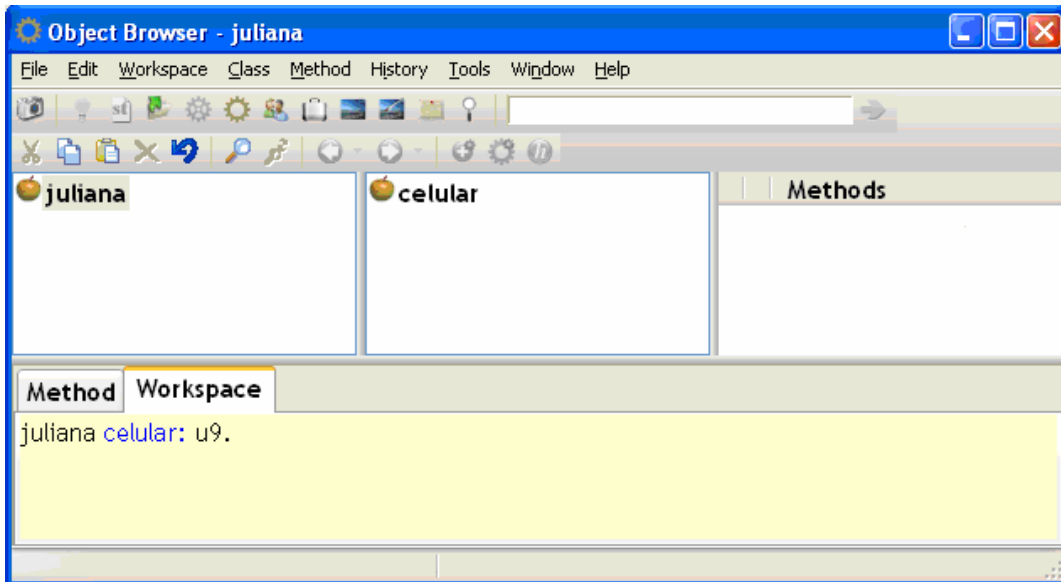 Object Browser - juliana
File Edit Workspace Class Method History Tools Window Help
st
juliana
celular
Methods
Method Workspace
juliana celular: u9.